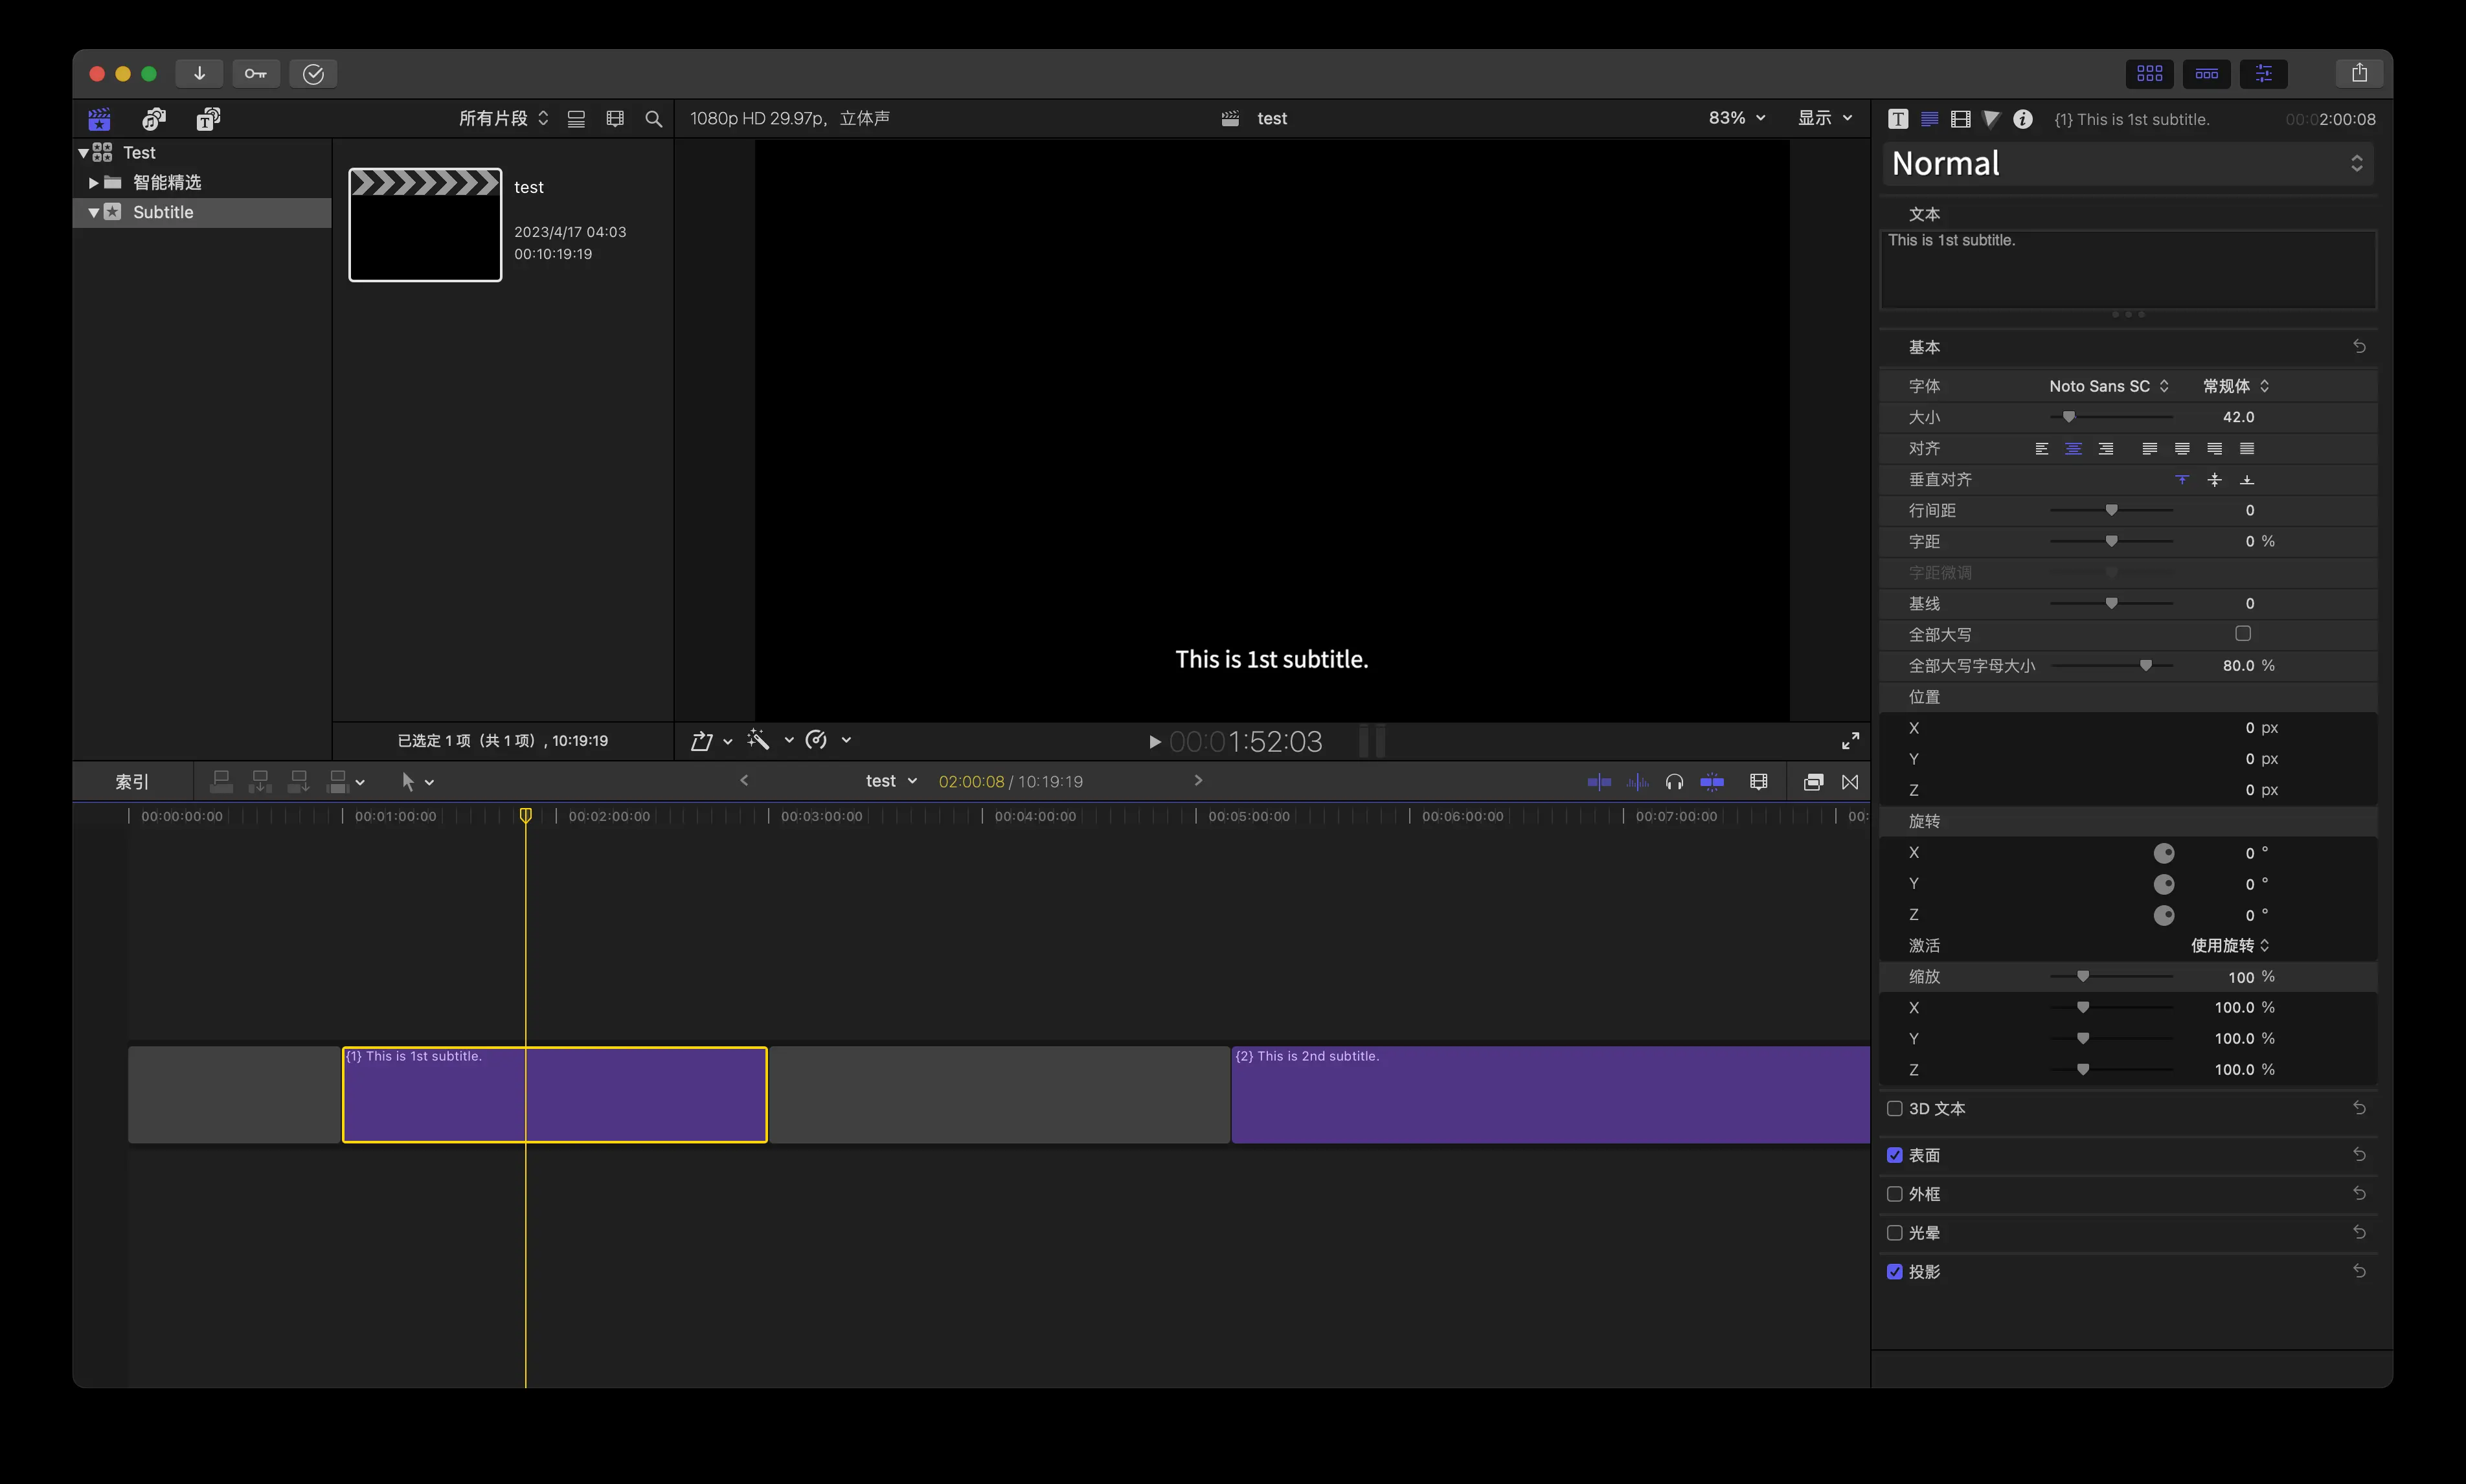 所有片段
1080p HD 29.97p, 立体声
test
83%
显示
{1} This is 1st subtitle.
00:02:00:08
Test
智能精选
Subtitle
test
2023/4/17 04:03
00:10:19:19
Normal
文本
This is 1st subtitle.
基本
字体 Noto Sans SC 常规体
大小 42.0
对齐
垂直对齐
行间距 0
字距 0 %
字距微调
基线 0
全部大写
全部大写字母大小 80.0 %
位置
X 0 px
Y 0 px
Z 0 px
旋转
X 0 °
Y 0 °
Z 0 °
激活 使用旋转
缩放 100 %
X 100.0 %
Y 100.0 %
Z 100.0 %
3D 文本
表面
外框
光晕
投影
This is 1st subtitle.
已选定 1 项（共 1 项）, 10:19:19
00:01:52:03
索引
test
02:00:08 / 10:19:19
00:00:00:00
00:01:00:00
00:02:00:00
00:03:00:00
00:04:00:00
00:05:00:00
00:06:00:00
00:07:00:00
00:
{1} This is 1st subtitle.
{2} This is 2nd subtitle.